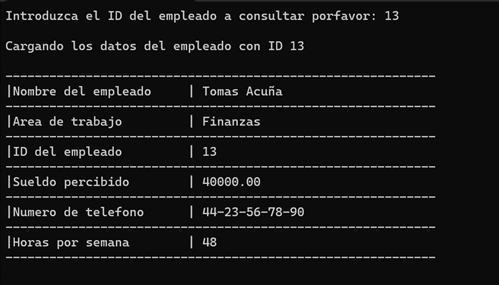 Introduzca el ID del empleado a consultar porfavor: 13
Cargando los datos del empleado con ID 13
-----------------------------------------------------------
|Nombre del empleado     | Tomas Acuña
-----------------------------------------------------------
|Area de trabajo         | Finanzas
-----------------------------------------------------------
|ID del empleado         | 13
-----------------------------------------------------------
|Sueldo percibido        | 40000.00
-----------------------------------------------------------
|Numero de telefono      | 44-23-56-78-90
-----------------------------------------------------------
|Horas por semana        | 48
-----------------------------------------------------------